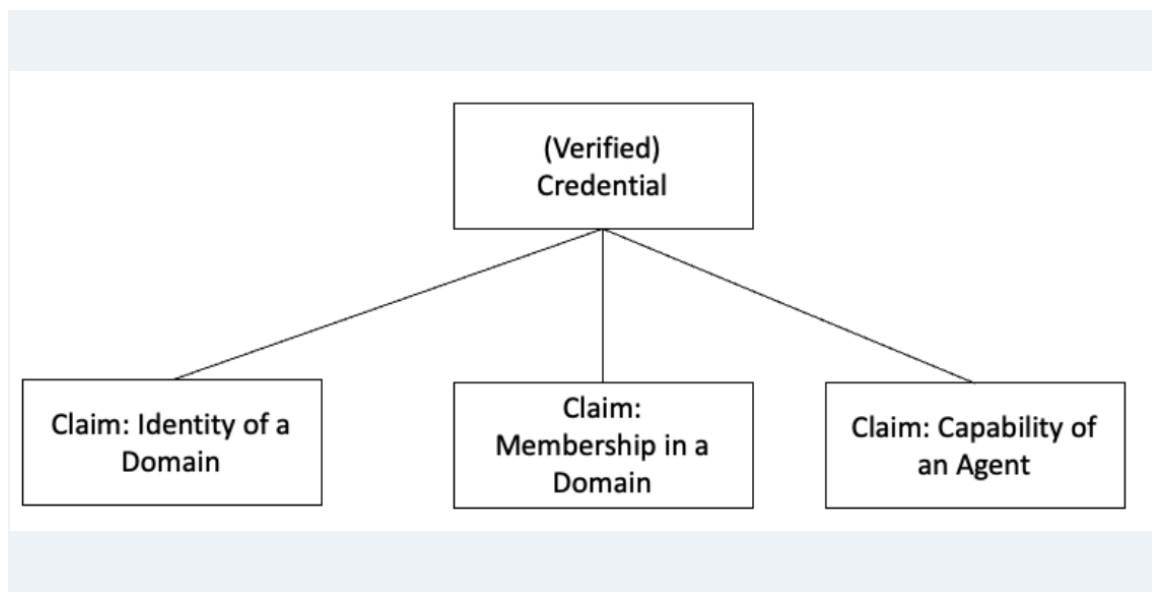 (Verified)
Credential
Claim: Identity of a
Domain
Claim:
Membership in a
Domain
Claim: Capability of
an Agent